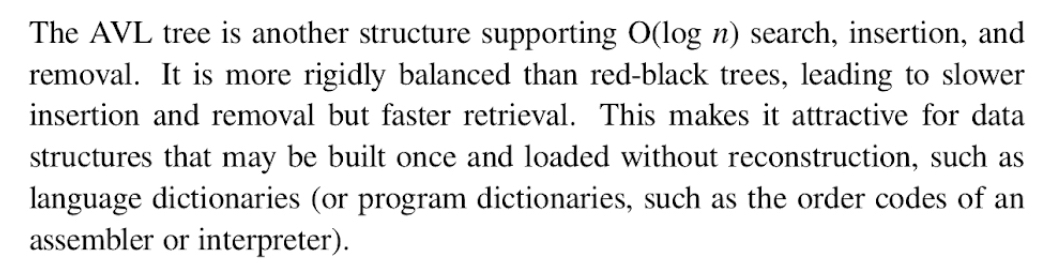 The AVL tree is another structure supporting O(log n) search, insertion, and
removal. It is more rigidly balanced than red-black trees, leading to slower
insertion and removal but faster retrieval. This makes it attractive for data
structures that may be built once and loaded without reconstruction, such as
language dictionaries (or program dictionaries, such as the order codes of an
assembler or interpreter).